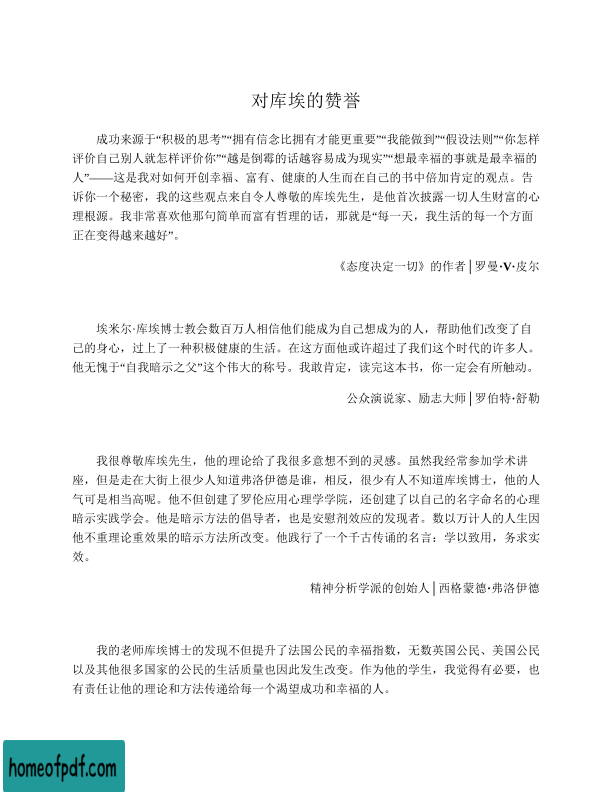 对库埃的赞誉
成功来源于“积极的思考”“拥有信念比拥有才能更重要”“我能做到”“假设法则”“你怎样
评价自己别人就怎样评价你”“越是倒霉的话越容易成为现实”“想最幸福的事就是最幸福的
人”——这是我对如何开创幸福、富有、健康的人生而在自己的书中倍加肯定的观点。告
诉你一个秘密，我的这些观点来自令人尊敬的库埃先生，是他首次披露一切人生财富的心
理根源。我非常喜欢他那句简单而富有哲理的话，那就是“每一天，我生活的每一个方面
正在变得越来越好”。
《态度决定一切》的作者│罗曼·V·皮尔
埃米尔·库埃博士教会数百万人相信他们能成为自己想成为的人，帮助他们改变了自
己的身心，过上了一种积极健康的生活。在这方面他或许超过了我们这个时代的许多人。
他无愧于“自我暗示之父”这个伟大的称号。我敢肯定，读完这本书，你一定会有所触动。
公众演说家、励志大师│罗伯特·舒勒
我很尊敬库埃先生，他的理论给了我很多意想不到的灵感。虽然我经常参加学术讲
座，但是走在大街上很少人知道弗洛伊德是谁，相反，很少有人不知道库埃博士，他的人
气可是相当高呢。他不但创建了罗伦应用心理学学院，还创建了以自己的名字命名的心理
暗示实践学会。他是暗示方法的倡导者，也是安慰剂效应的发现者。数以万计人的人生因
他不重理论重效果的暗示方法所改变。他践行了一个千古传诵的名言：学以致用，务求实
效。
精神分析学派的创始人│西格蒙德·弗洛伊德
我的老师库埃博士的发现不但提升了法国公民的幸福指数，无数英国公民、美国公民
以及其他很多国家的公民的生活质量也因此发生改变。作为他的学生，我觉得有必要，也
有责任让他的理论和方法传递给每一个渴望成功和幸福的人。
homeofpdf.com